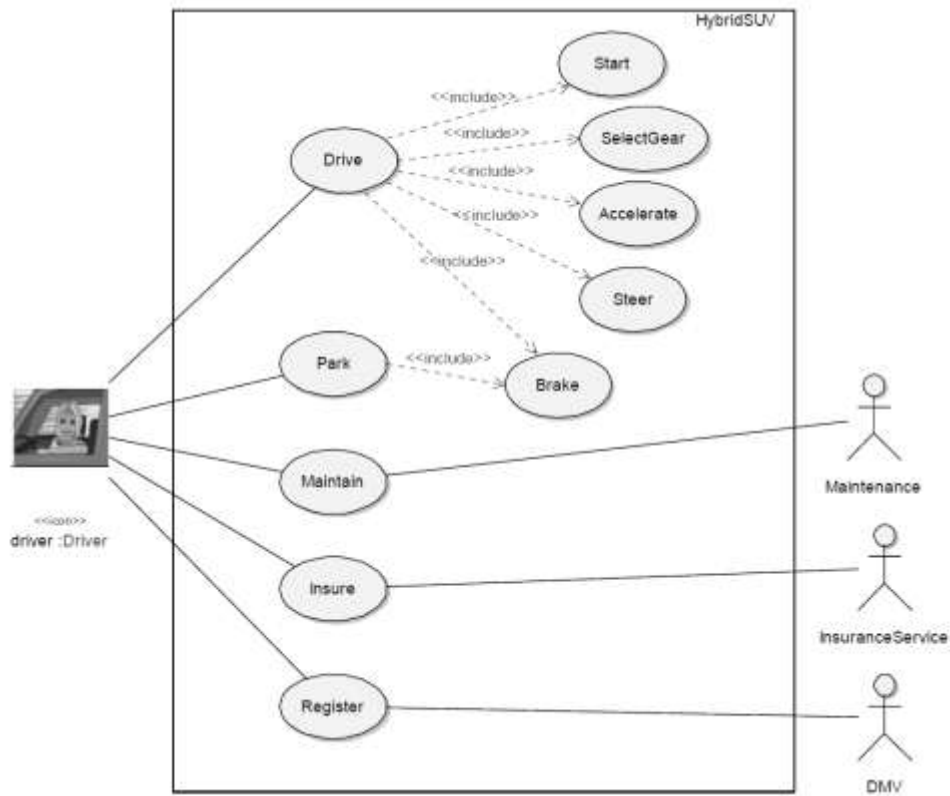 HybridSUV
Start
<<include>>
<<include>>
SelectGear
Drive
<<include>>
Accelerate
<<include>>
<<include>>
Steer
Park
<<include>>
Brake
Maintain
Maintenance
<<icon>>
driver :Driver
Insure
InsuranceService
Register
DMV